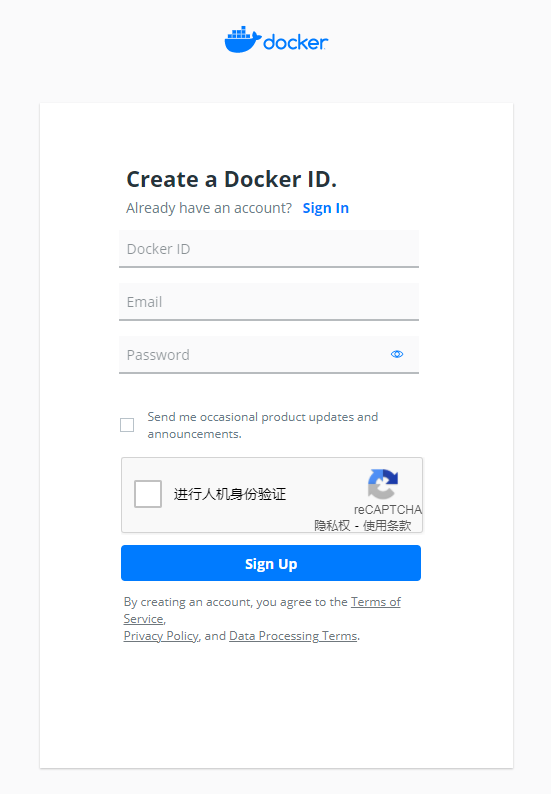 docker
Create a Docker ID.
Already have an account? Sign In
Docker ID
Email
Password
Send me occasional product updates and
announcements.
进行人机身份验证
reCAPTCHA
隐私权 - 使用条款
Sign Up
By creating an account, you agree to the Terms of
Service,
Privacy Policy, and Data Processing Terms.